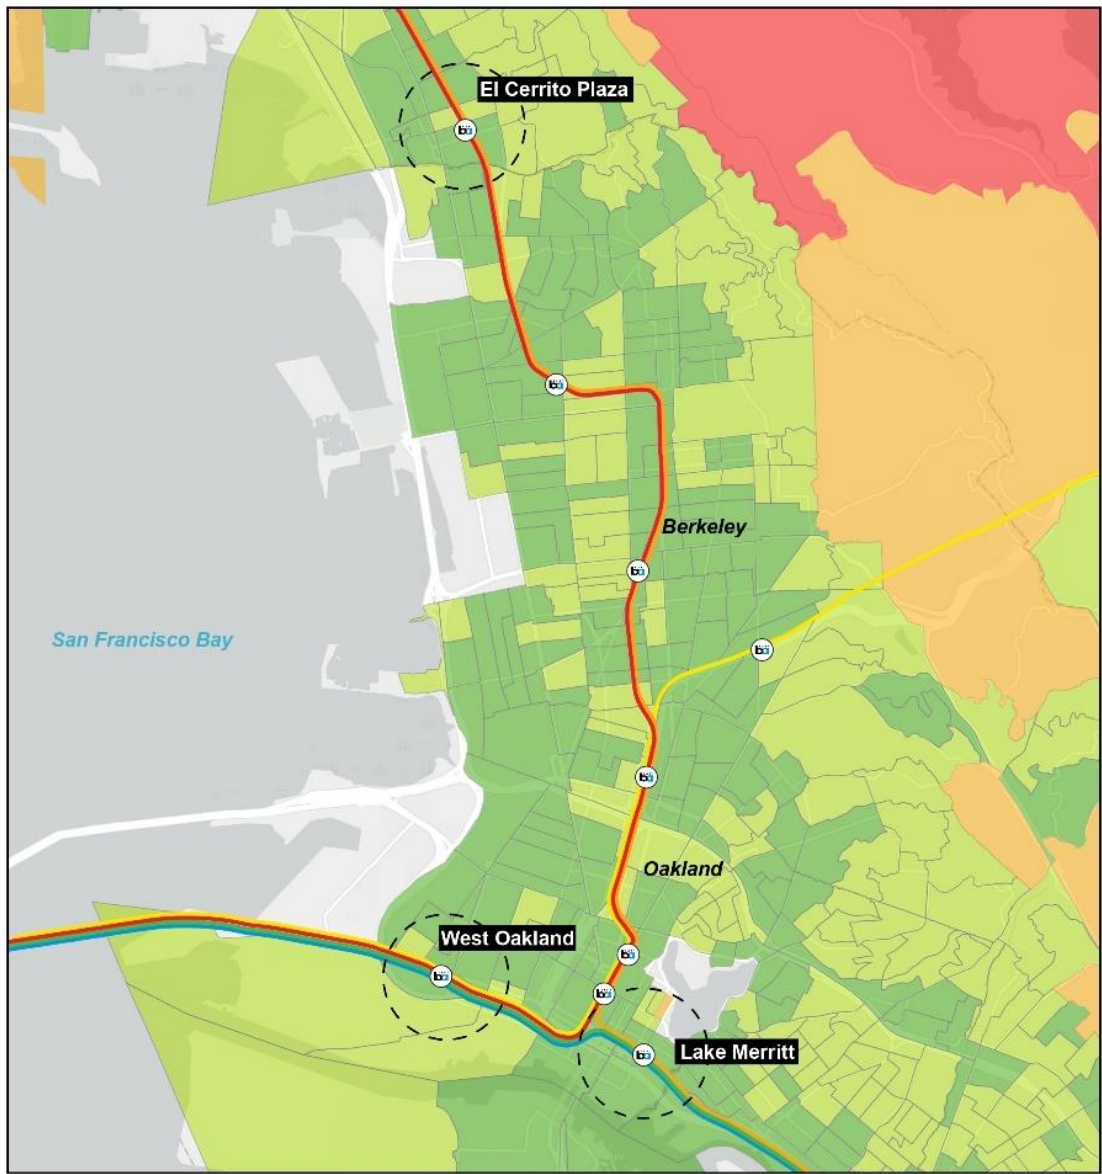 El Cerrito Plaza
Berkeley
San Francisco Bay
Oakland
West Oakland
Lake Merritt